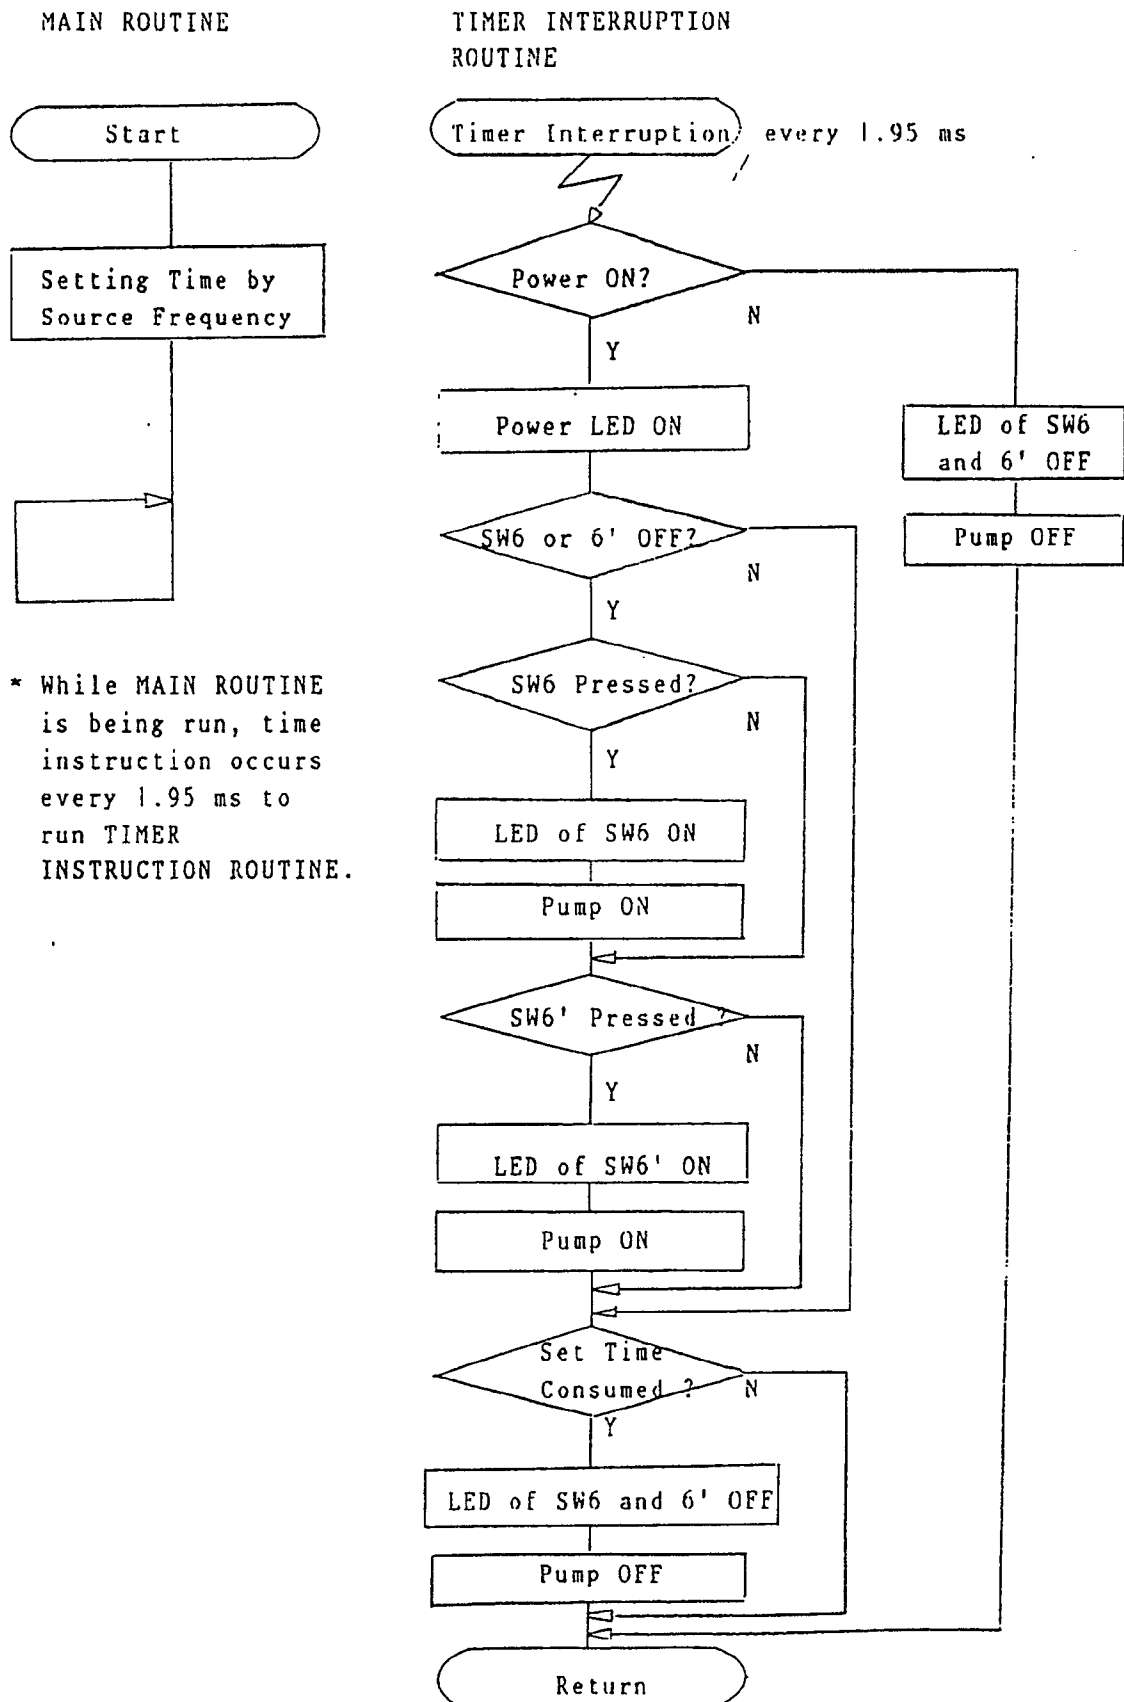 MAIN ROUTINE
TIMER INTERRUPTION
ROUTINE
Start
Timer Interruption
every 1.95 ms
Setting Time by
Source Frequency
Power ON?
N
Y
Power LED ON
LED of SW6
and 6' OFF
SW6 or 6' OFF?
Pump OFF
N
Y
* While MAIN ROUTINE
is being run, time
instruction occurs
every 1.95 ms to
run TIMER
INSTRUCTION ROUTINE.
SW6 Pressed?
N
Y
LED of SW6 ON
Pump ON
SW6' Pressed ?
N
Y
LED of SW6' ON
Pump ON
Set Time
Consumed ?
N
Y
LED of SW6 and 6' OFF
Pump OFF
Return